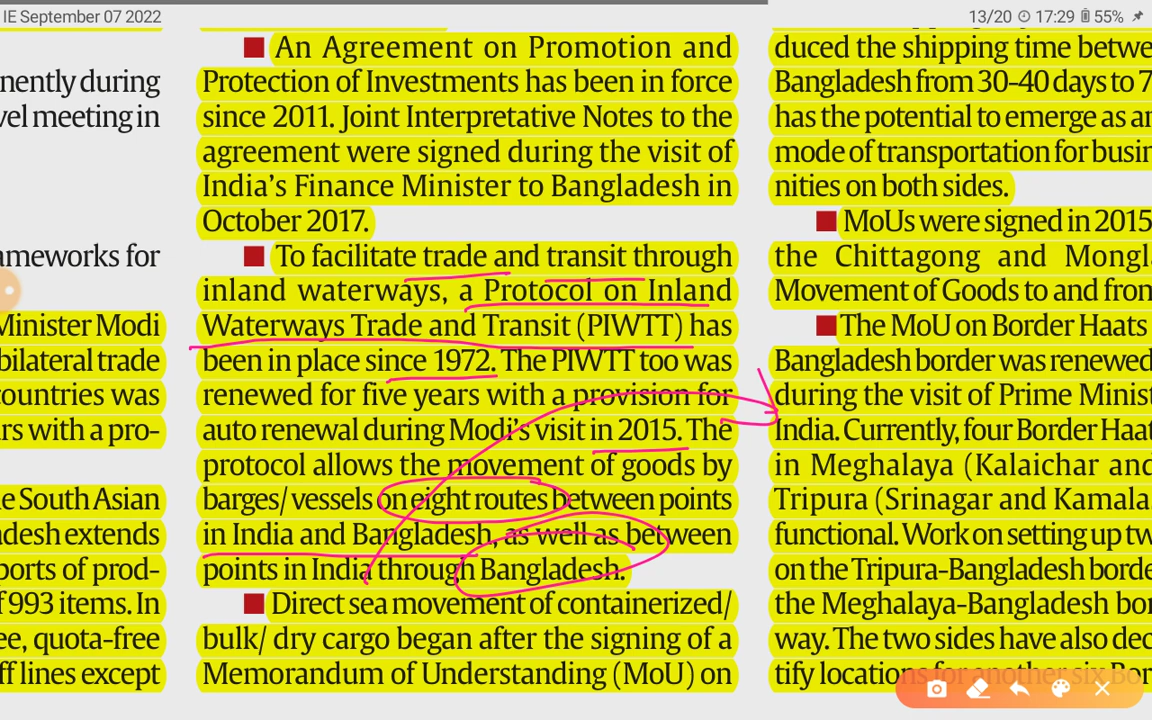 IE September 07 2022
13/20 17:29 55%
nently during
vel meeting in
ameworks for
Minister Modi
bilateral trade
countries was
rs with a pro-
e South Asian
desh extends
ports of prod-
f 993 items. In
ee, quota-free
ff lines except
An Agreement on Promotion and
Protection of Investments has been in force
since 2011. Joint Interpretative Notes to the
agreement were signed during the visit of
India's Finance Minister to Bangladesh in
October 2017.
To facilitate trade and transit through
inland waterways, a Protocol on Inland
Waterways Trade and Transit (PIWTT) has
been in place since 1972. The PIWTT too was
renewed for five years with a provision for
auto renewal during Modi's visit in 2015. The
protocol allows the movement of goods by
barges/ vessels on eight routes between points
in India and Bangladesh, as well as between
points in India through Bangladesh.
Direct sea movement of containerized/
bulk/ dry cargo began after the signing of a
Memorandum of Understanding (MoU) on
duced the shipping time betwe
Bangladesh from 30-40 days to 7
has the potential to emerge as an
mode of transportation for busin
nities on both sides.
MoUs were signed in 2015
the Chittagong and Mongl
Movement of Goods to and from
The MoU on Border Haats
Bangladesh border was renewed
during the visit of Prime Minist
India. Currently, four Border Haat
in Meghalaya (Kalaichar and
Tripura (Srinagar and Kamala
functional. Work on setting up tw
on the Tripura-Bangladesh borde
the Meghalaya-Bangladesh bor
way. The two sides have also dec
tify locations for another six Bor